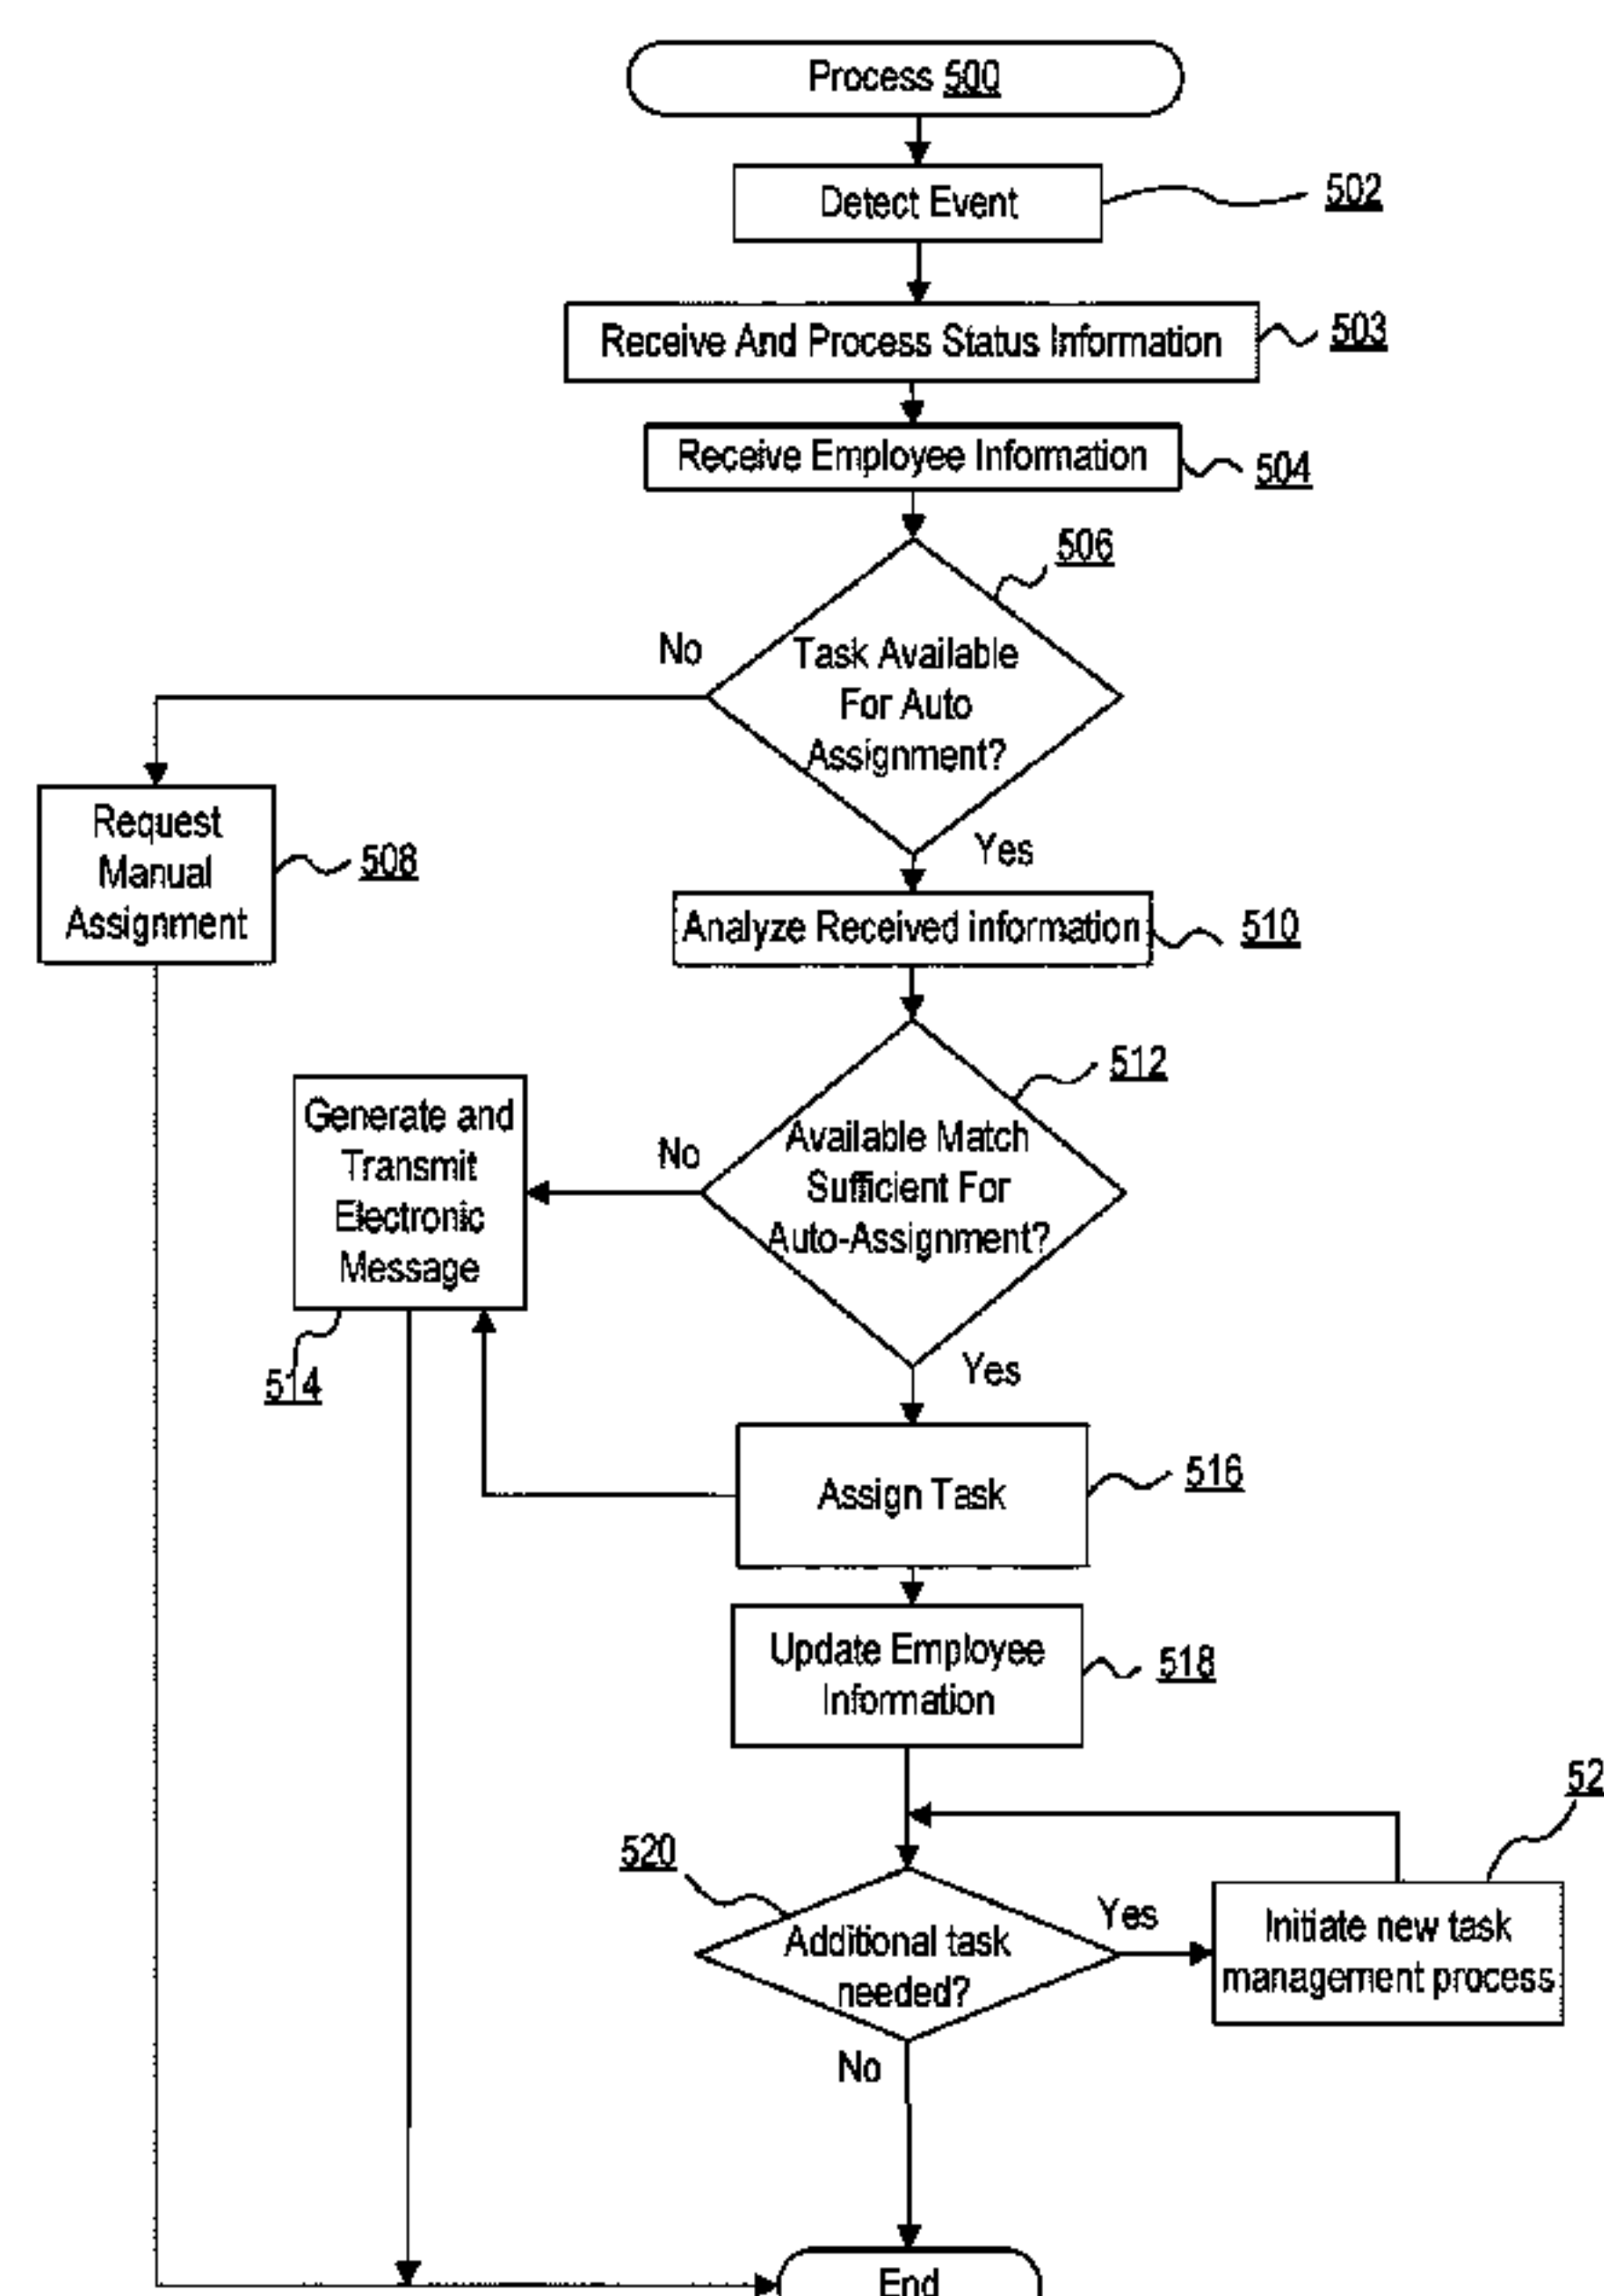 Process 500
Detect Event
502
Receive And Process Status Information
503
Receive Employee Information
504
506
No
Task Available
For Auto
Assignment?
Yes
Request
Manual
Assignment
508
Analyze Received information
510
512
Generate and
Transmit
Electronic
Message
514
No
Available Match
Sufficient For
Auto-Assignment?
Yes
Assign Task
516
Update Employee
Information
518
520
Additional task
needed?
Yes
52
Initiate new task
management process
No
End